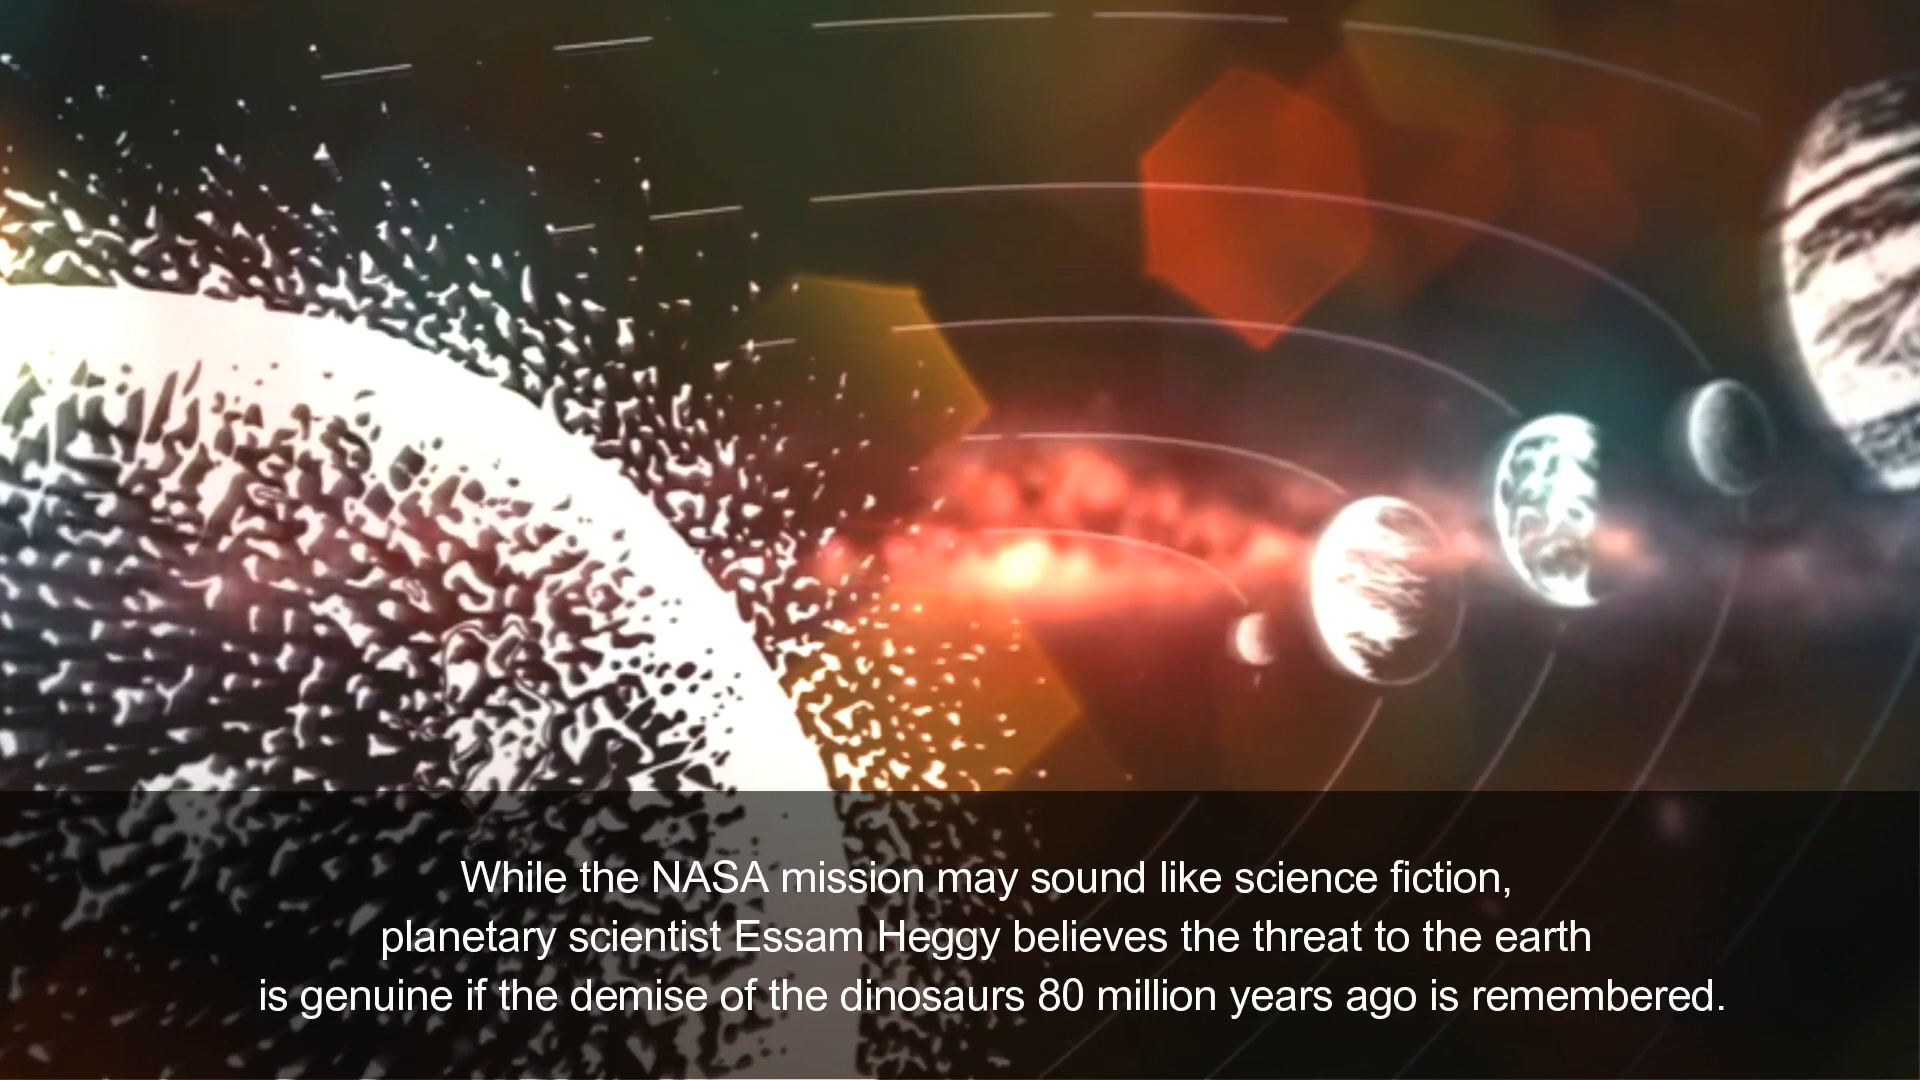 While the NASA mission may sound like science fiction,
planetary scientist Essam Heggy believes the threat to the earth
is genuine if the demise of the dinosaurs 80 million years ago is remembered.